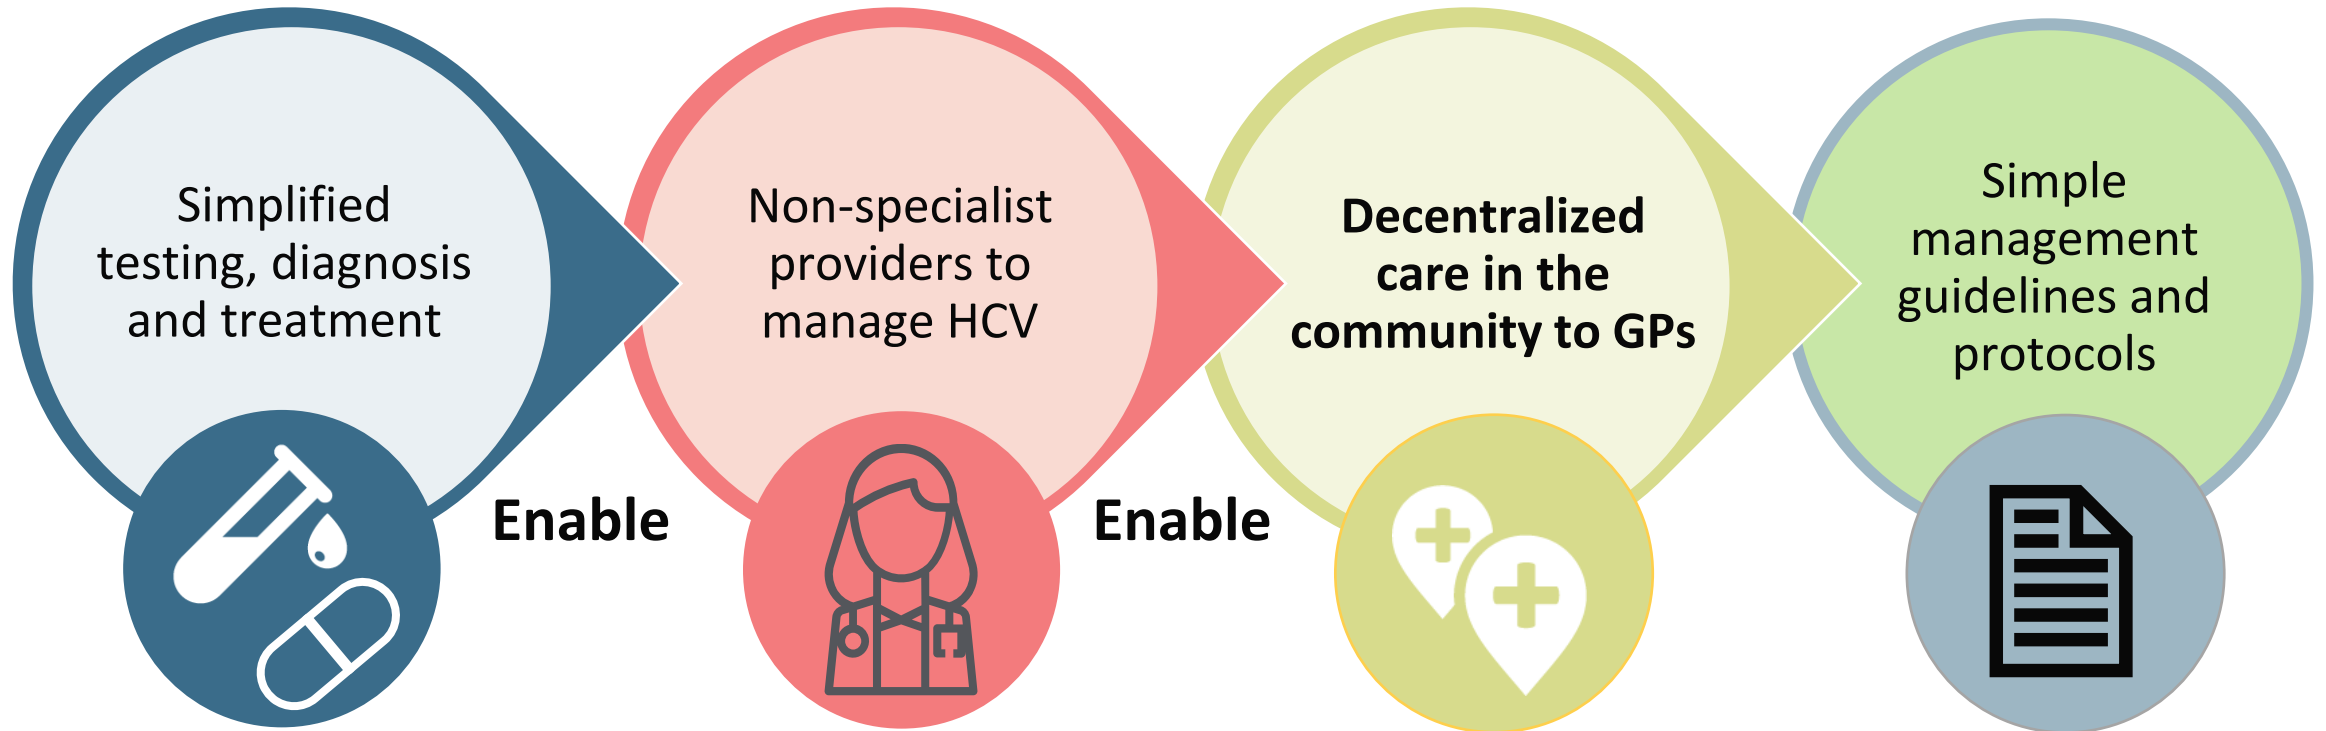 Simplified
testing, diagnosis
and treatment
Enable
Non-specialist
providers to
manage HCV
Enable
Decentralized
care in the
community to GPs
Simple
management
guidelines and
protocols